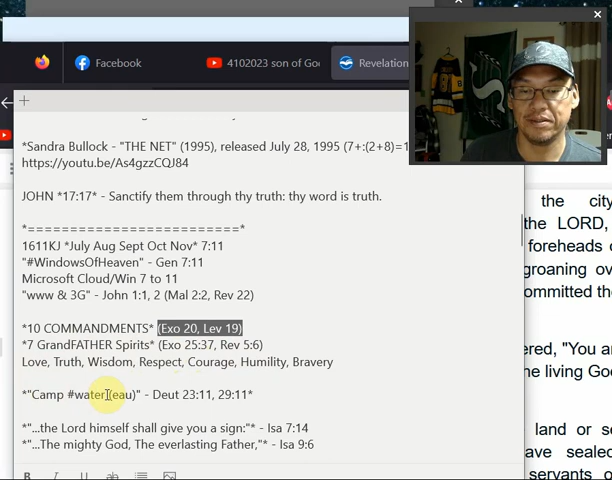 Facebook
4102023 son of Go
Revelation
*Sandra Bullock - "THE NET" (1995), released July 28, 1995 (7+:(2+8)=1
https://youtu.be/As4gzzCQJ84
JOHN *17:17* - Sanctify them through thy truth: thy word is truth.
*=========================*
1611KJ *July Aug Sept Oct Nov* 7:11
"#WindowsOfHeaven" - Gen 7:11
Microsoft Cloud/Win 7 to 11
"www & 3G" - John 1:1, 2 (Mal 2:2, Rev 22)
*10 COMMANDMENTS* (Exo 20, Lev 19)
*7 GrandFATHER Spirits* (Exo 25:37, Rev 5:6)
Love, Truth, Wisdom, Respect, Courage, Humility, Bravery
*"Camp #water(eau)" - Deut 23:11, 29:11*
*"...the Lord himself shall give you a sign:"* - Isa 7:14
*"...The mighty God, The everlasting Father,"* - Isa 9:6
B I U
the city
the LORD,
foreheads o
groaning ov
ommitted the
ered, "You ar
he living God
land or se
ave sealed
servants o